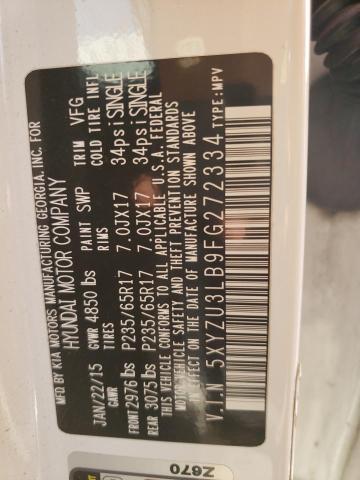 MFD BY KIA MOTORS MANUFACTURING GEORGIA, INC. FOR
HYUNDAI MOTOR COMPANY
JAN/22/15 GVWR 4850 lbs PAINT SWP TRIM VFG
GAWR TIRES RIMS COLD TIRE INFL
FRONT 2976 lbs P235/65R17 7.0JX17 34psi SINGLE
REAR 3075 lbs P235/65R17 7.0JX17 34psi SINGLE
THIS VEHICLE CONFORMS TO ALL APPLICABLE U.S.A. FEDERAL
MOTOR VEHICLE SAFETY AND THEFT PREVENTION STANDARDS
IN EFFECT ON THE DATE OF MANUFACTURE SHOWN ABOVE
V.I.N 5XYZU3LB9FG272334 TYPE:MPV
Z670